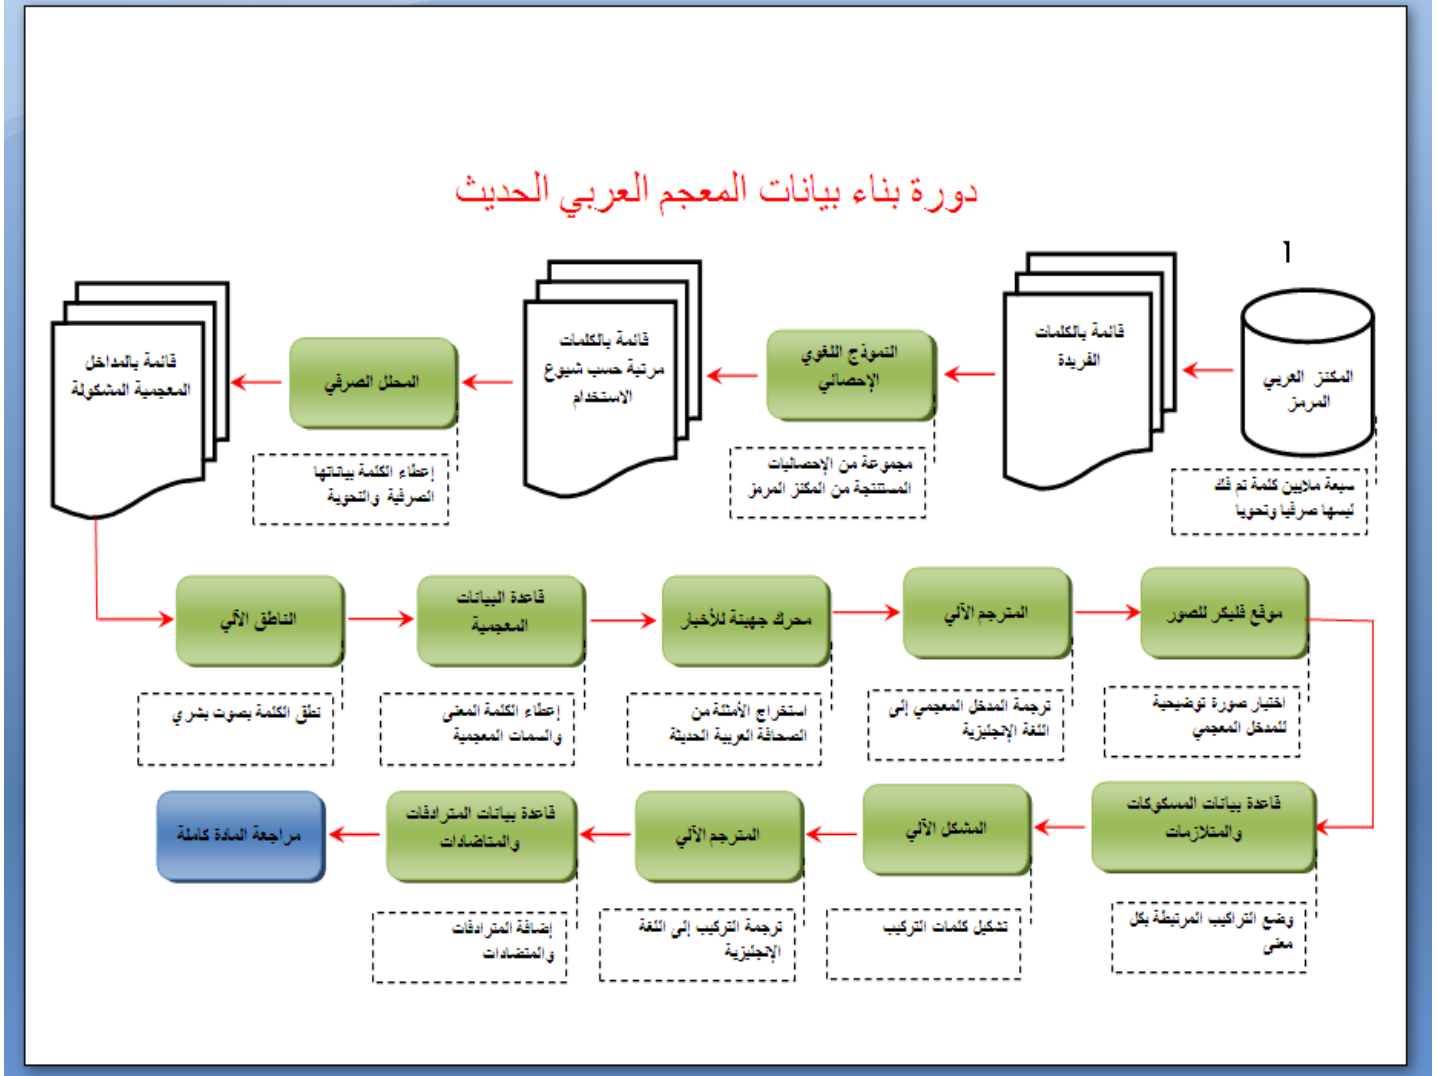 دورة بناء بيانات المعجم العربي الحديث
١
المكنز العربي
المرمز
سبعة ملايين كلمة تم فك
لبسها صرفيا ونحويا
قائمة بالكلمات
الفريدة
النموذج اللغوي
الإحصائي
مجموعة من الإحصائيات
المستنتجة من المكنز المرمز
قائمة بالكلمات
مرتبة حسب شيوع
الاستخدام
المحلل الصرفي
إعطاء الكلمة بياناتها
الصرفية والنحوية
قائمة بالمداخل
المعجمية المشكولة
الناطق الآلي
نطق الكلمة بصوت بشري
قاعدة البيانات
المعجمية
إعطاء الكلمة المعنى
والسمات المعجمية
محرك جهينة للأخبار
استخراج الأمثلة من
الصحافة العربية الحديثة
المترجم الآلي
ترجمة المدخل المعجمي إلى
اللغة الإنجليزية
موقع فليكر للصور
اختيار صورة توضيحية
للمدخل المعجمي
قاعدة بيانات المسكوكات
والمتلازمات
وضع التراكيب المرتبطة بكل
معنى
المشكل الآلي
تشكيل كلمات التركيب
المترجم الآلي
ترجمة التركيب إلى اللغة
الإنجليزية
قاعدة بيانات المترادفات
والمتاضادات
إضافة المترادفات
والمتضادات
مراجعة المادة كاملة